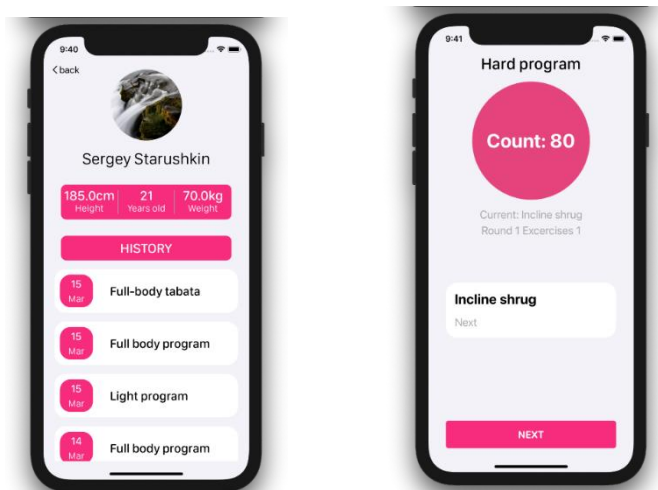 9:40
back
Sergey Starushkin
185.0cm 21 70.0kg
Height Years old Weight
HISTORY
15
Mar
Full-body tabata
15
Mar
Full body program
15
Mar
Light program
14
Mar
Full body program
9:41
Hard program
Count: 80
Current: Incline shrug
Round 1 Excercises 1
Incline shrug
Next
NEXT